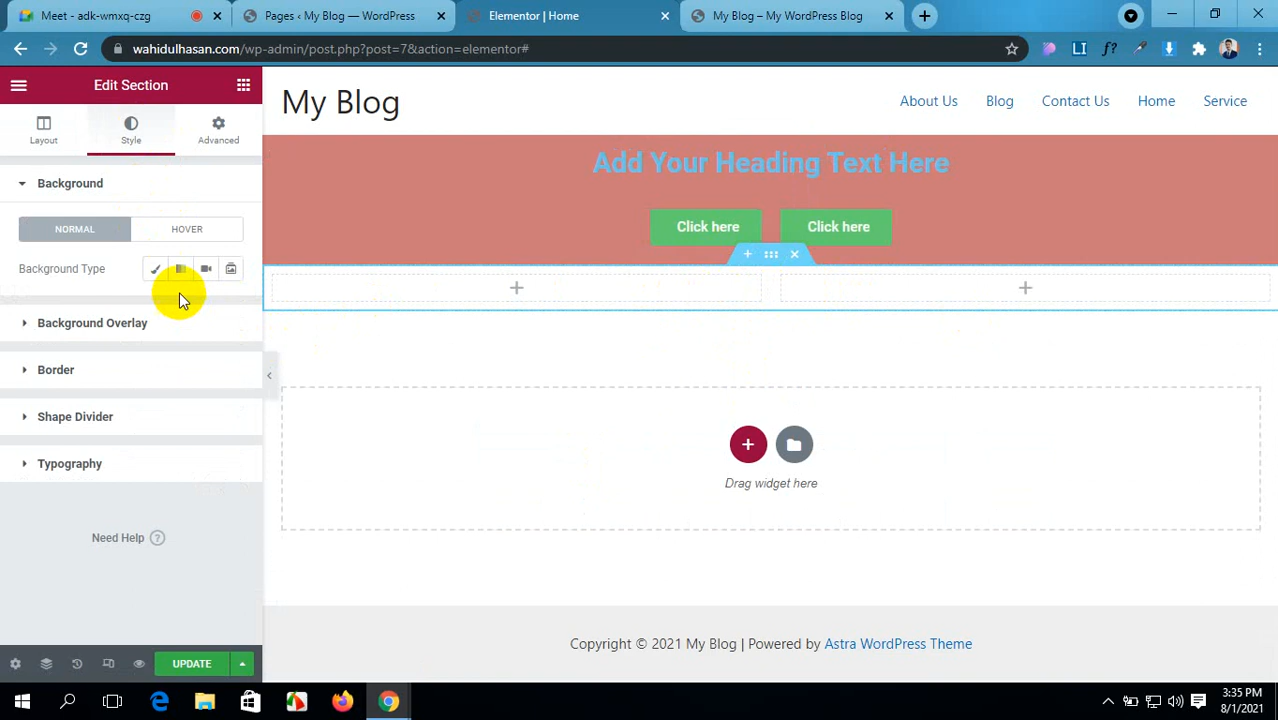 Meet - adk-wmxq-czg
Pages ‹ My Blog — WordPress
Elementor | Home
My Blog – My WordPress Blog
wahidulhasan.com/wp-admin/post.php?post=7&action=elementor#
LI
f?
Edit Section
Layout
Style
Advanced
Background
NORMAL
HOVER
Background Type
Background Overlay
Border
Shape Divider
Typography
Need Help ?
UPDATE
My Blog
About Us
Blog
Contact Us
Home
Service
Add Your Heading Text Here
Click here
Click here
Drag widget here
Copyright © 2021 My Blog | Powered by Astra WordPress Theme
3:35 PM
8/1/2021